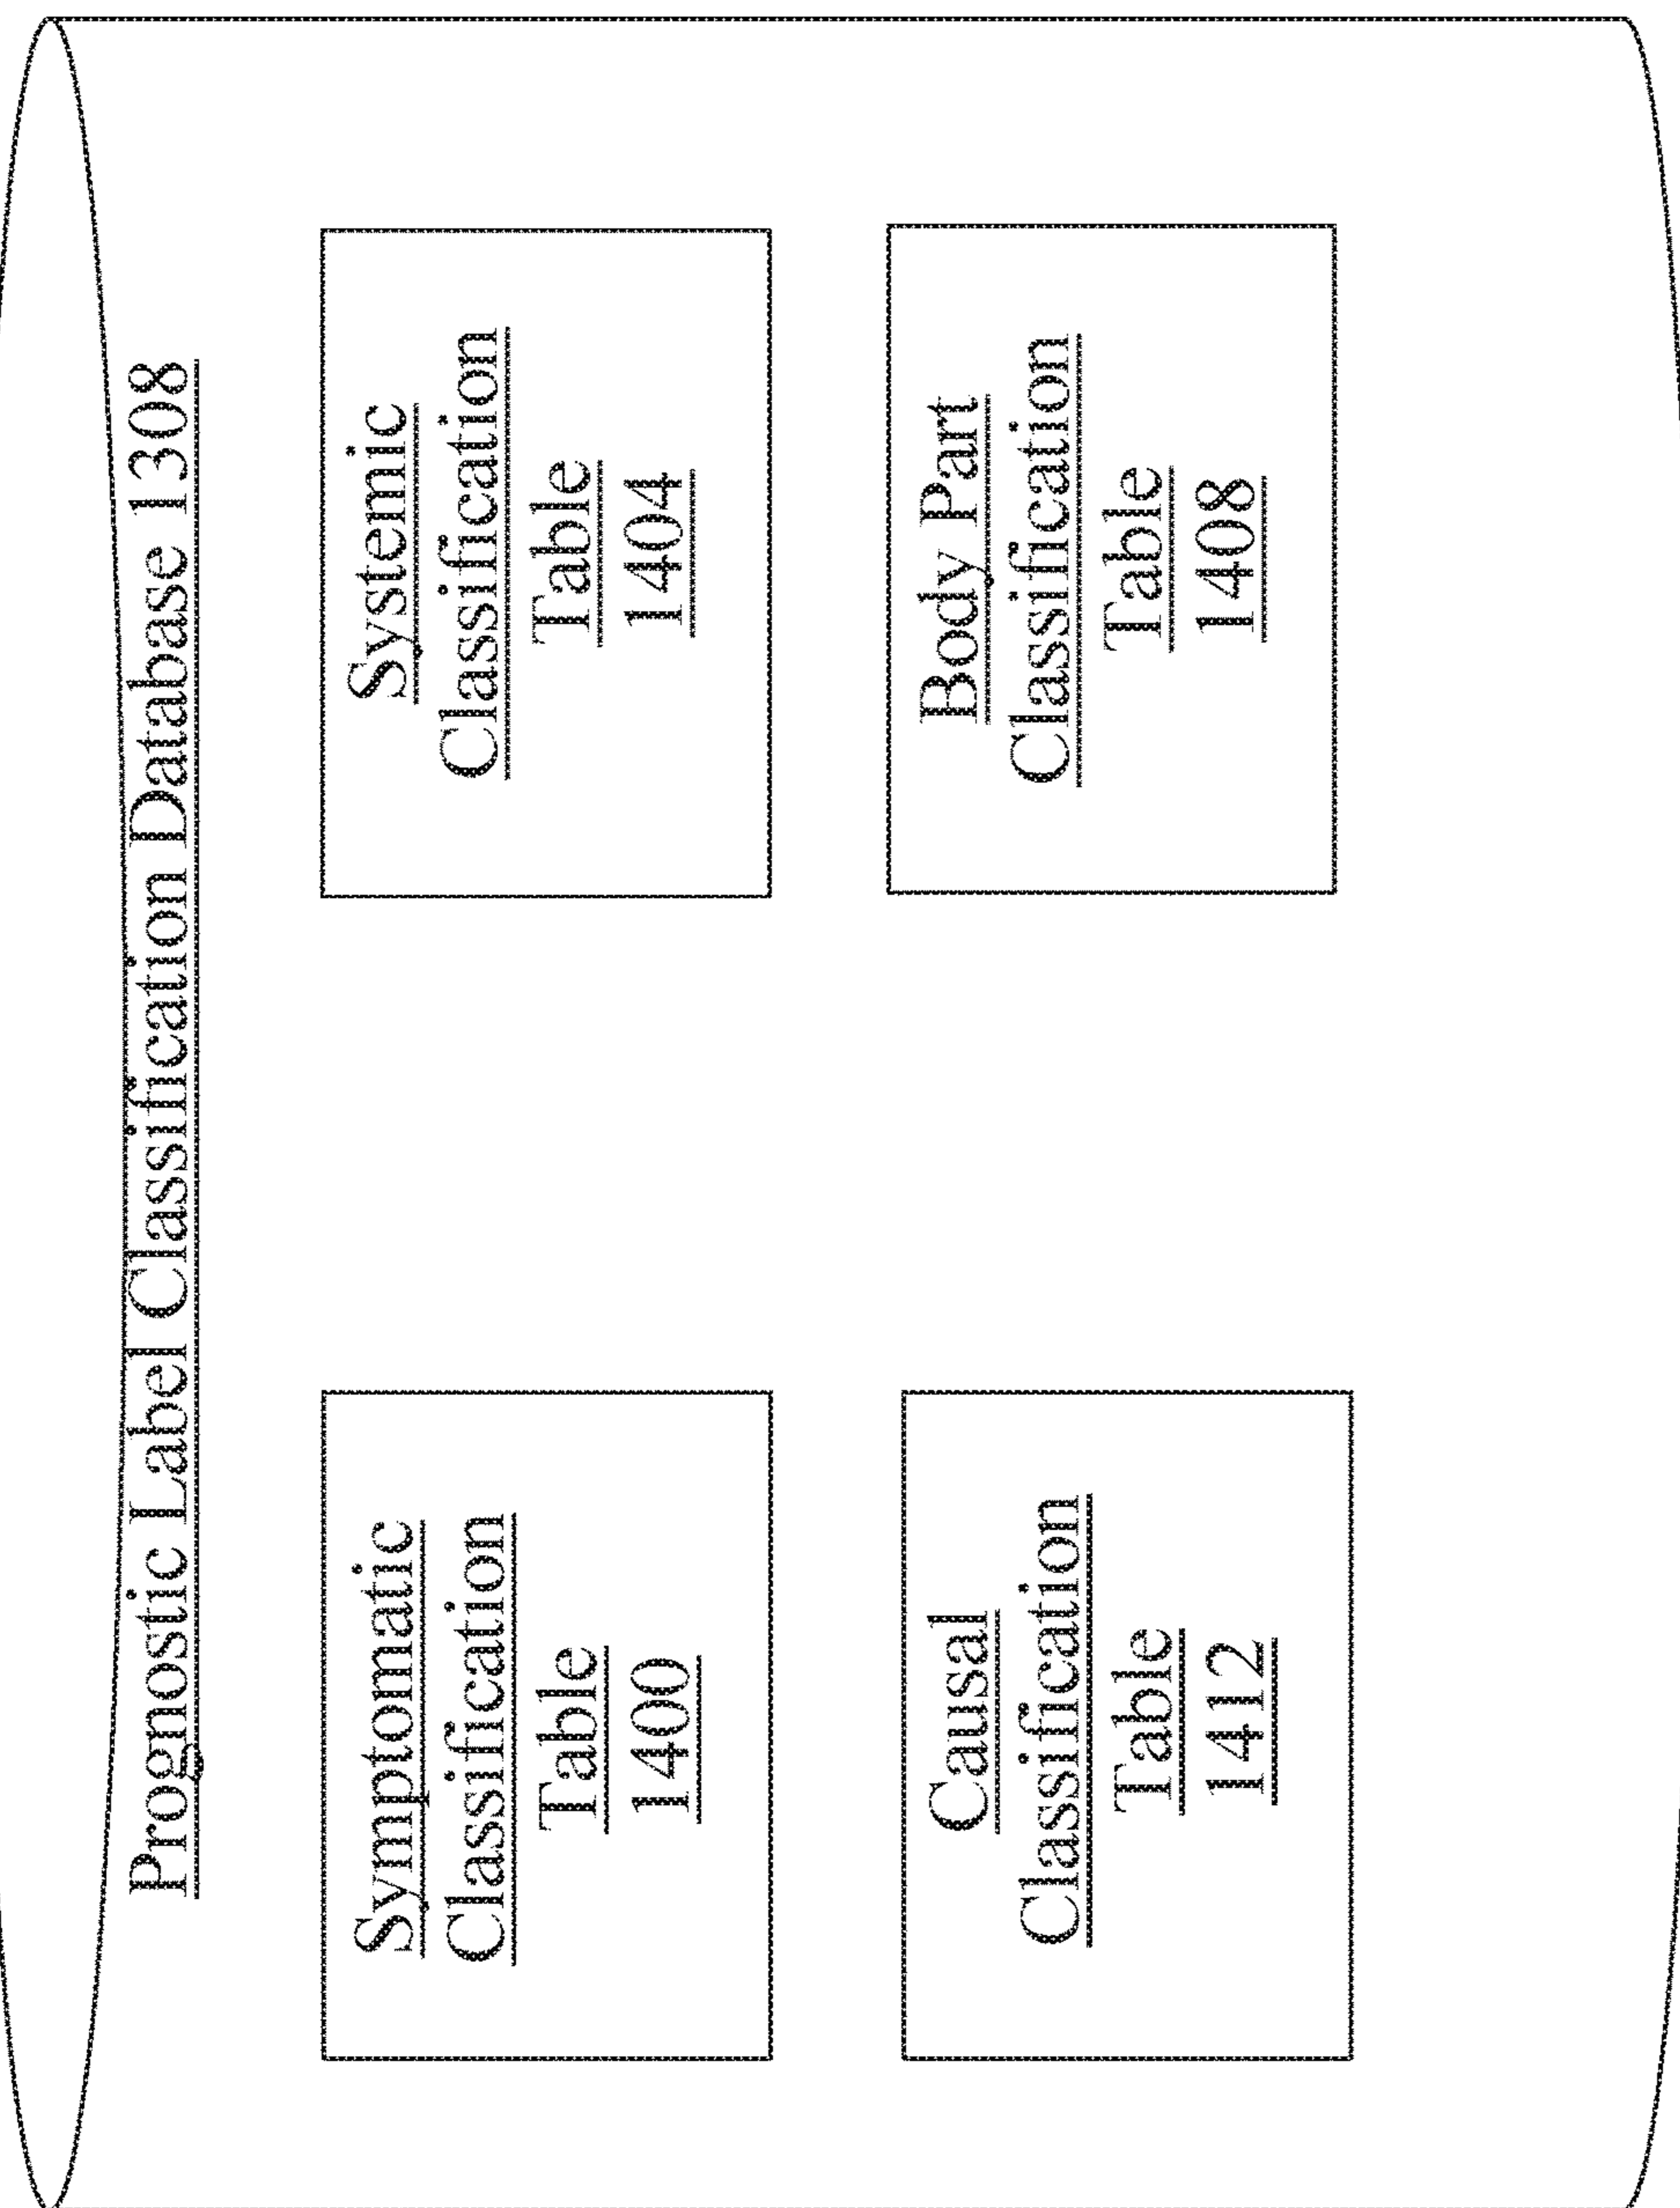 Prognostic Label Classification Database 1308
Symptomatic
Classification
Table
1400
Systemic
Classification
Table
1404
Causal
Classification
Table
1412
Body Part
Classification
Table
1408